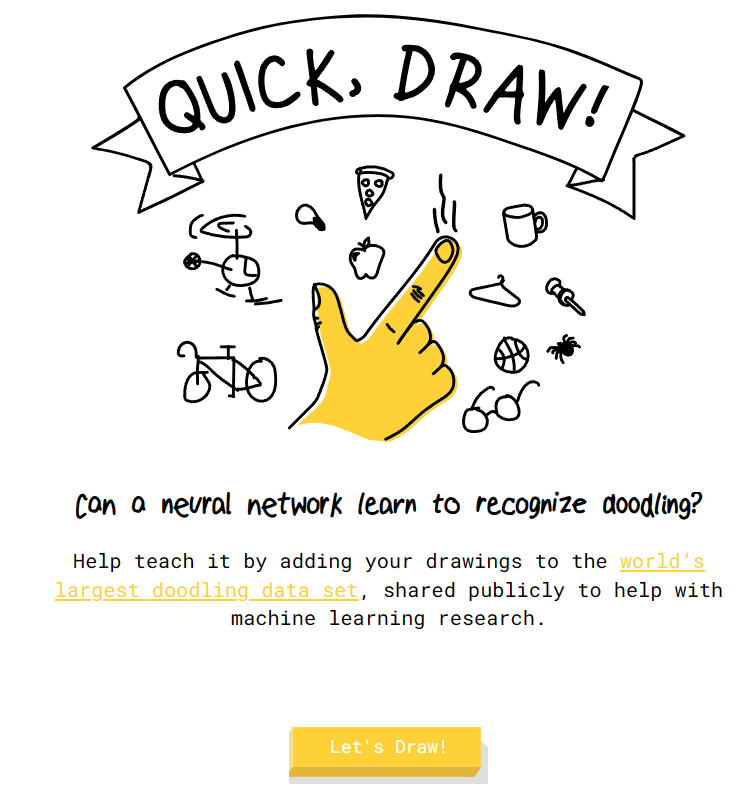 QUICK, DRAW!
Can a neural network learn to recognize doodling?
Help teach it by adding your drawings to the world's
largest doodling data set, shared publicly to help with
machine learning research.
Let's Draw!